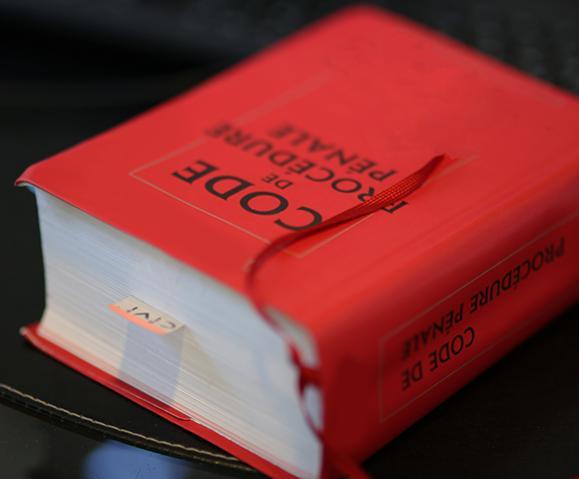 CODE
DE
PROCÉDURE
PÉNALE
CODE DE
PROCÉDURE PÉNALE